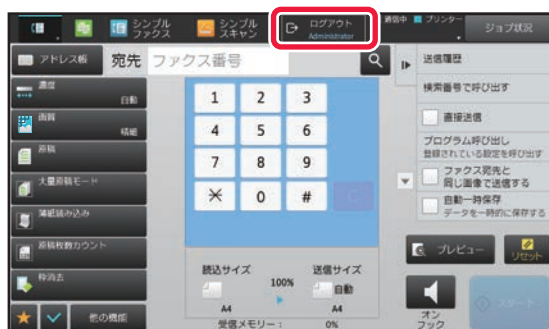 シンプル
ファクス
シンプル
スキャン
ログアウト
Administrator
通信中
プリンター
ジョブ状況
アドレス帳
宛先
ファクス番号
濃度
自動
画質
精細
原稿
大量原稿モード
薄紙読み込み
原稿枚数カウント
枠消去
他の機能
1 2 3
4 5 6
7 8 9
0 #
C
読込サイズ
100%
送信サイズ
自動
A4
A4
受信メモリー:
0%
送信履歴
検索番号で呼び出す
直接送信
プログラム呼び出し
登録されている設定を呼び出す
ファクス宛先と
同じ画像で送信する
自動一時保存
データを一時的に保存する
プレビュー
リセット
オン
フック
スタート